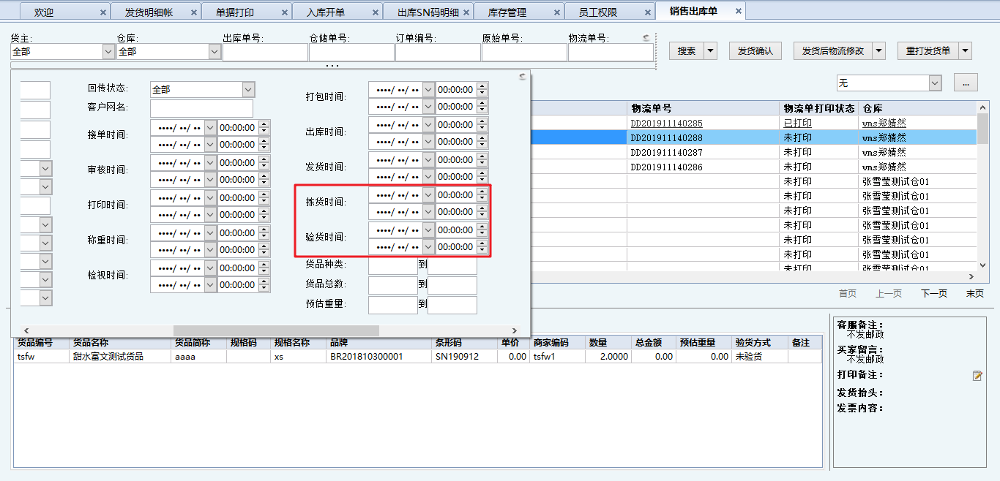 欢迎 发货明细帐 单据打印 入库开单 出库SN码明细 库存管理 员工权限 销售出库单
货主: 仓库: 出库单号: 仓储单号: 订单编号: 原始单号: 物流单号:
全部 全部 搜索 发货确认 发货后物流修改 重打发货单
...
无 ...
回传状态: 全部
客户网名:
接单时间: ••••/ ••/ •• 00:00:00
••••/ ••/ •• 00:00:00
审核时间: ••••/ ••/ •• 00:00:00
••••/ ••/ •• 00:00:00
打印时间: ••••/ ••/ •• 00:00:00
••••/ ••/ •• 00:00:00
称重时间: ••••/ ••/ •• 00:00:00
••••/ ••/ •• 00:00:00
检视时间: ••••/ ••/ •• 00:00:00
••••/ ••/ •• 00:00:00
打包时间: ••••/ ••/ •• 00:00:00
••••/ ••/ •• 00:00:00
出库时间: ••••/ ••/ •• 00:00:00
••••/ ••/ •• 00:00:00
发货时间: ••••/ ••/ •• 00:00:00
••••/ ••/ •• 00:00:00
拣货时间: ••••/ ••/ •• 00:00:00
••••/ ••/ •• 00:00:00
验货时间: ••••/ ••/ •• 00:00:00
••••/ ••/ •• 00:00:00
货品种类: 到
货品总数: 到
预估重量: 到
物流单号 物流单打印状态 仓库
DD201911140285 已打印 wms郑婧然
DD201911140288 未打印 wms郑婧然
DD201911140287 未打印 wms郑婧然
DD201911140286 未打印 wms郑婧然
未打印 张雪莹测试仓01
未打印 张雪莹测试仓01
未打印 张雪莹测试仓01
未打印 张雪莹测试仓01
未打印 张雪莹测试仓01
未打印 张雪莹测试仓01
未打印 张雪莹测试仓01
首页 上一页 下一页 末页
货品编号 货品名称 货品简称 规格码 规格名称 品牌 条形码 单价 商家编码 数量 总金额 预估重量 验货方式 备注
tsfw 甜水富文测试货品 aaaa xs BR201810300001 SN190912 0.00 tsfw1 2.0000 0.00 0.00 未验货
客服备注:
不发邮政
买家留言:
不发邮政
打印备注:
发货抬头:
发票内容: